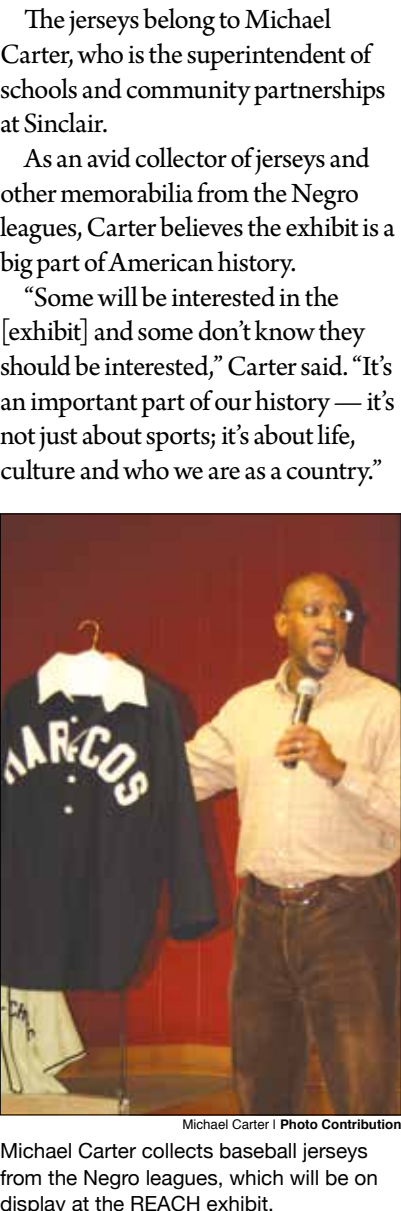 The jerseys belong to Michael
Carter, who is the superintendent of
schools and community partnerships
at Sinclair.
As an avid collector of jerseys and
other memorabilia from the Negro
leagues, Carter believes the exhibit is a
big part of American history.
“Some will be interested in the
[exhibit] and some don’t know they
should be interested,” Carter said. “It’s
an important part of our history — it’s
not just about sports; it’s about life,
culture and who we are as a country.”
MARCOS
Michael Carter | Photo Contribution
Michael Carter collects baseball jerseys
from the Negro leagues, which will be on
display at the REACH exhibit.